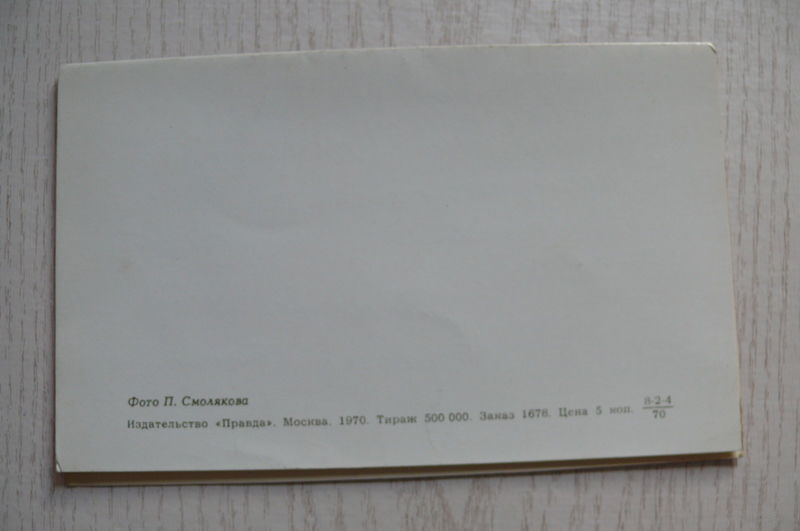 Фото П. Смолякова
Издательство «Правда». Москва. 1970. Тираж 500 000. Заказ 1678. Цена 5 коп. 8-2-4
70